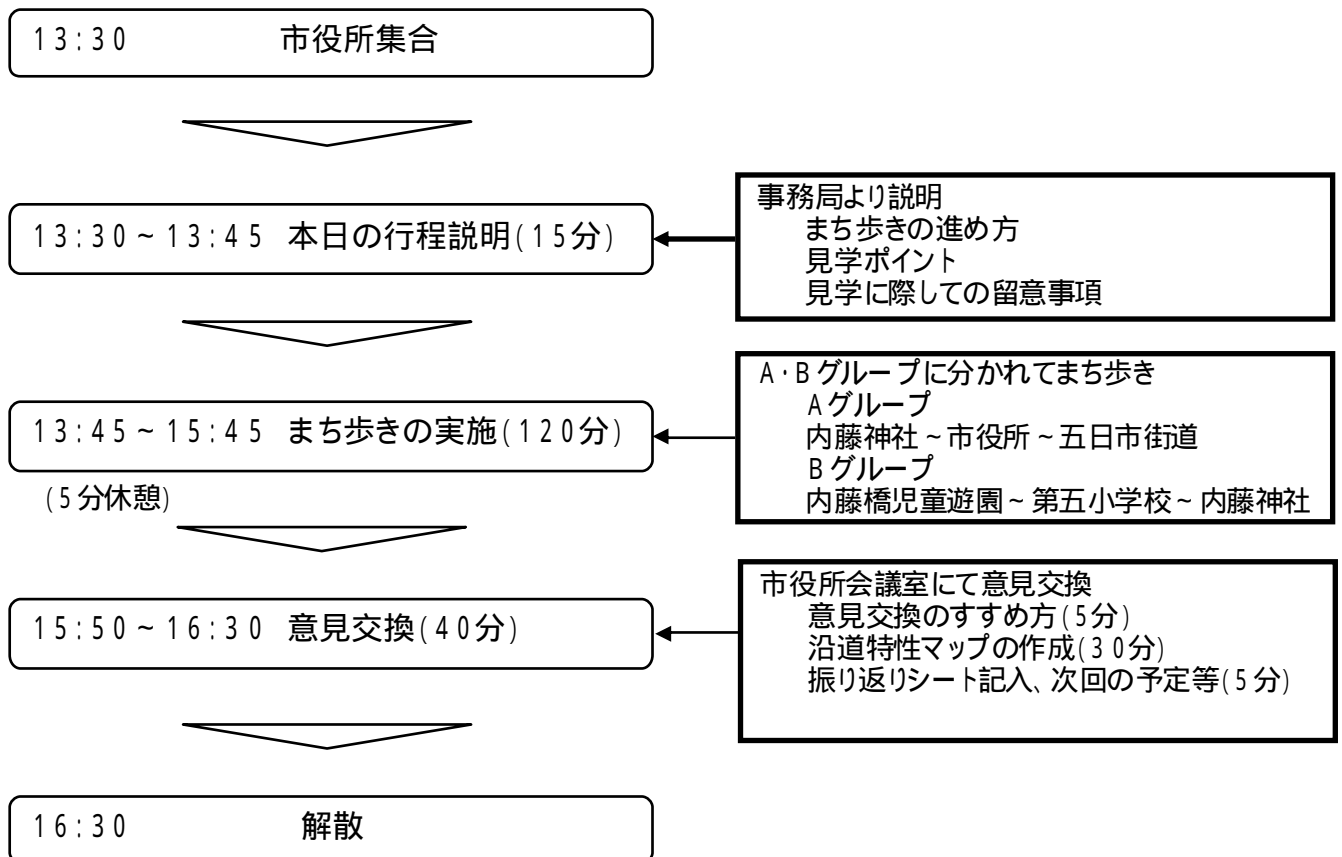 13:30 市役所集合
13:30~13:45 本日の行程説明(15分)
事務局より説明
まち歩きの進め方
見学ポイント
見学に際しての留意事項
13:45~15:45 まち歩きの実施(120分)
(5分休憩)
A・Bグループに分かれてまち歩き
Aグループ
内藤神社~市役所~五日市街道
Bグループ
内藤橋児童遊園~第五小学校~内藤神社
15:50~16:30 意見交換(40分)
市役所会議室にて意見交換
意見交換のすすめ方(5分)
沿道特性マップの作成(30分)
振り返りシート記入、次回の予定等(5分)
16:30 解散